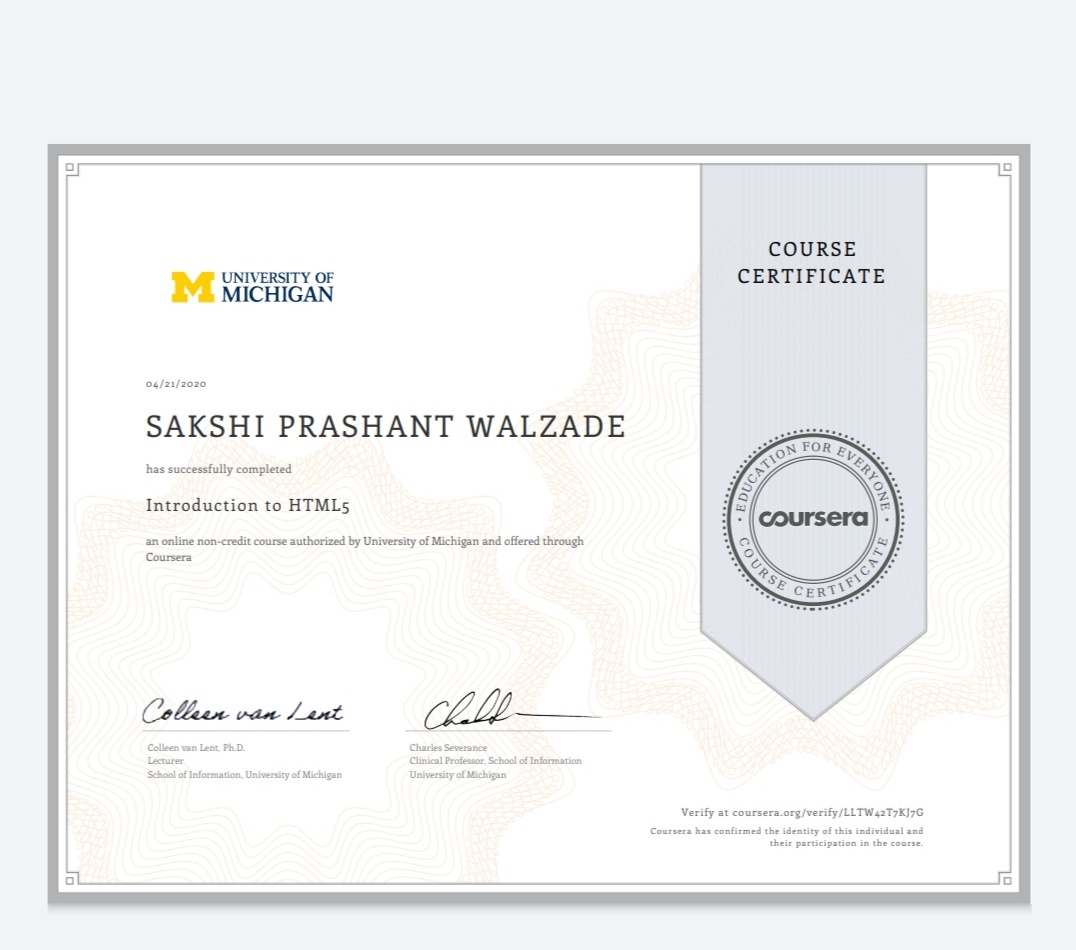 COURSE
CERTIFICATE
UNIVERSITY OF
MICHIGAN
04/21/2020
SAKSHI PRASHANT WALZADE
has successfully completed
Introduction to HTML5
an online non-credit course authorized by University of Michigan and offered through
Coursera
EDUCATION FOR EVERYONE
coursera
COURSE CERTIFICATE
Colleen van Lent
Colleen van Lent, Ph.D.
Lecturer
School of Information, University of Michigan
Charles Severance
Clinical Professor, School of Information
University of Michigan
Verify at coursera.org/verify/LLTW42T7KJ7G
Coursera has confirmed the identity of this individual and
their participation in the course.